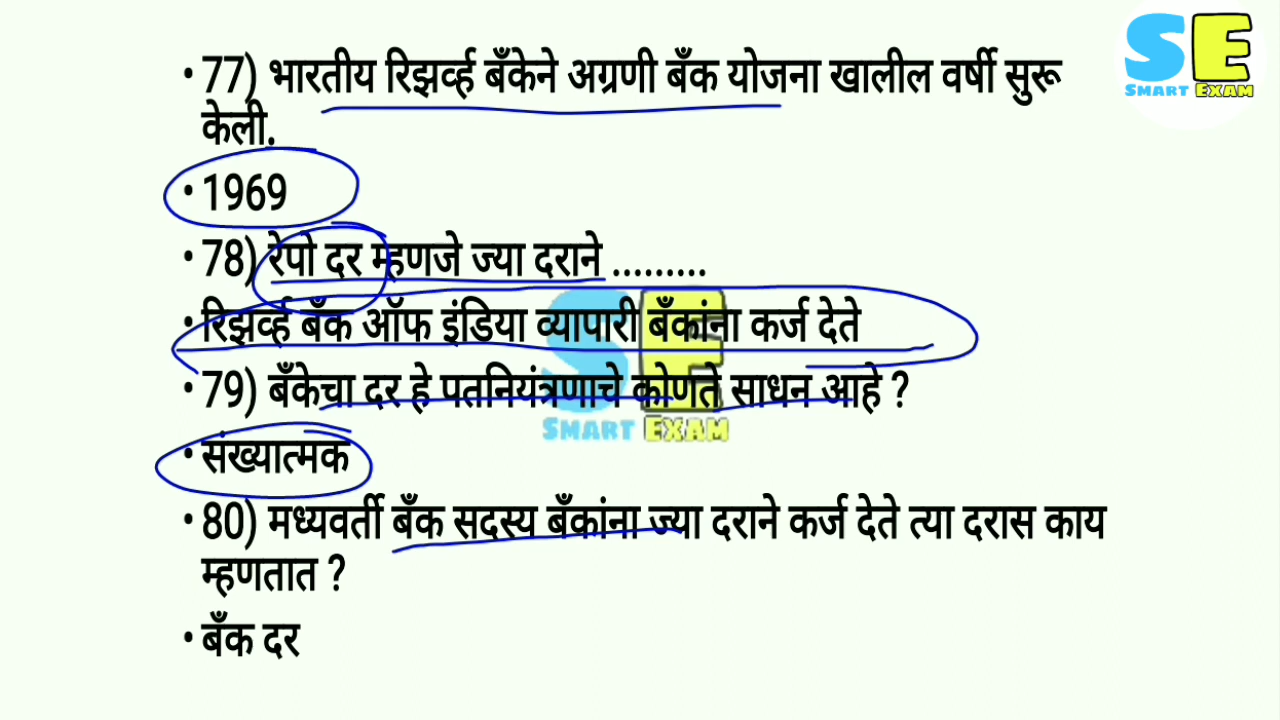 SE
SMART EXAM
• 77) भारतीय रिझर्व्ह बँकेने अग्रणी बँक योजना खालील वर्षी सुरू
केली.
• 1969
• 78) रेपो दर म्हणजे ज्या दराने .........
• रिझर्व्ह बँक ऑफ इंडिया व्यापारी बँकांना कर्ज देते
• 79) बँकेचा दर हे पतनियंत्रणाचे कोणते साधन आहे ?
SE
SMART EXAM
• संख्यात्मक
• 80) मध्यवर्ती बँक सदस्य बँकांना ज्या दराने कर्ज देते त्या दरास काय
म्हणतात ?
• बँक दर